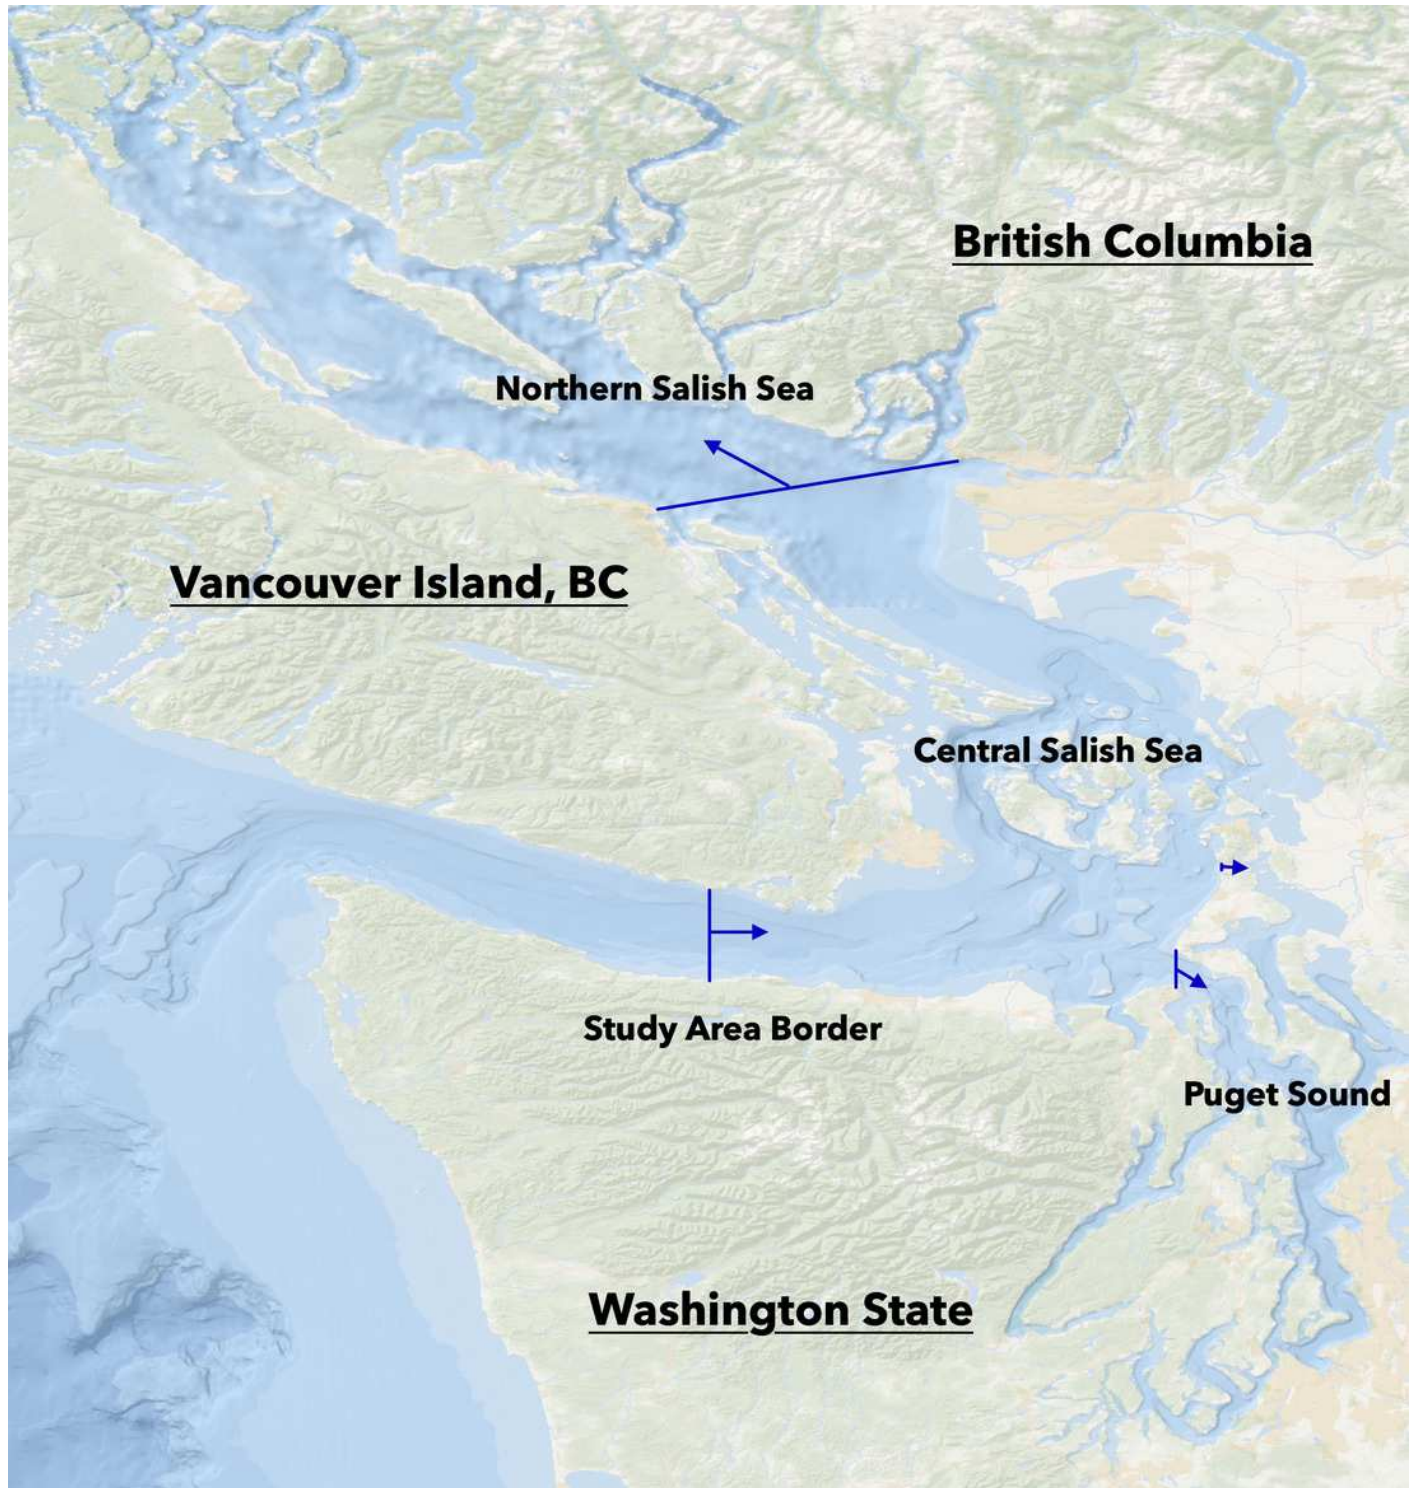 British Columbia
Northern Salish Sea
Vancouver Island, BC
Central Salish Sea
Study Area Border
Puget Sound
Washington State